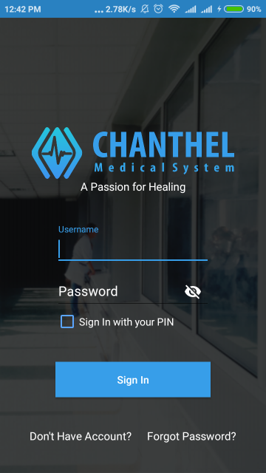 12:42 PM ... 2.78K/s 90%
CHANTHEL
Medical System
A Passion for Healing
Username
Password
Sign In with your PIN
Sign In
Don't Have Account? Forgot Password?